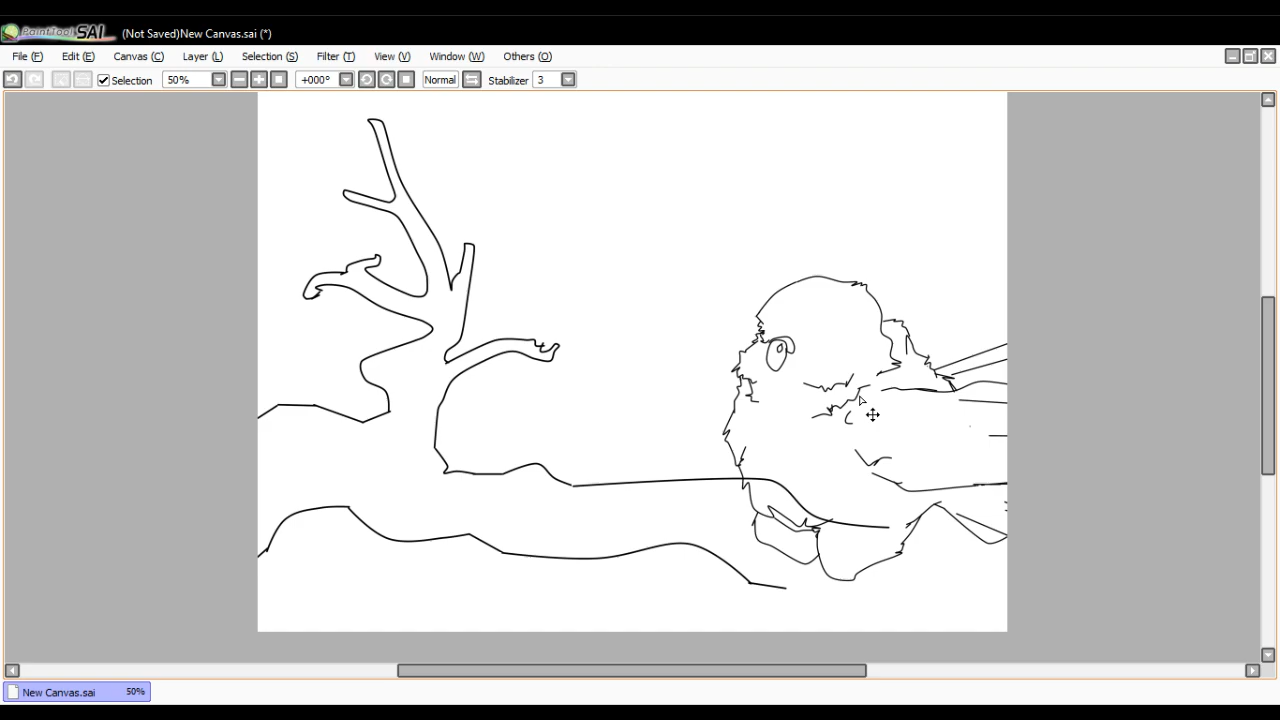 PaintTool SAI (Not Saved)New Canvas.sai (*)
File (F) Edit (E) Canvas (C) Layer (L) Selection (S) Filter (T) View (V) Window (W) Others (O)
Selection 50% +000° Normal Stabilizer 3
New Canvas.sai 50%